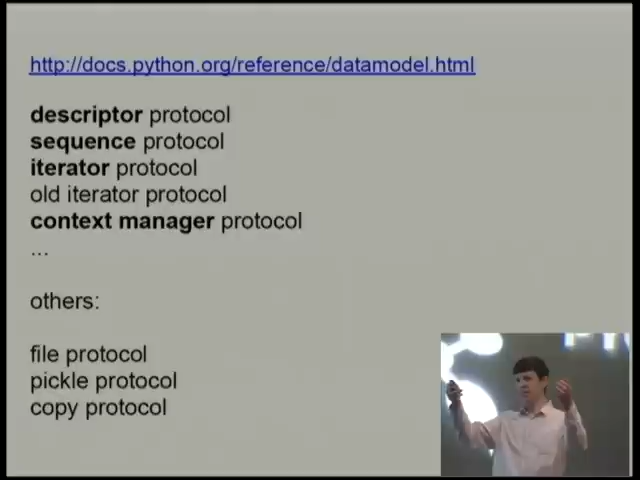 http://docs.python.org/reference/datamodel.html
descriptor protocol
sequence protocol
iterator protocol
old iterator protocol
context manager protocol
...
others:
file protocol
pickle protocol
copy protocol